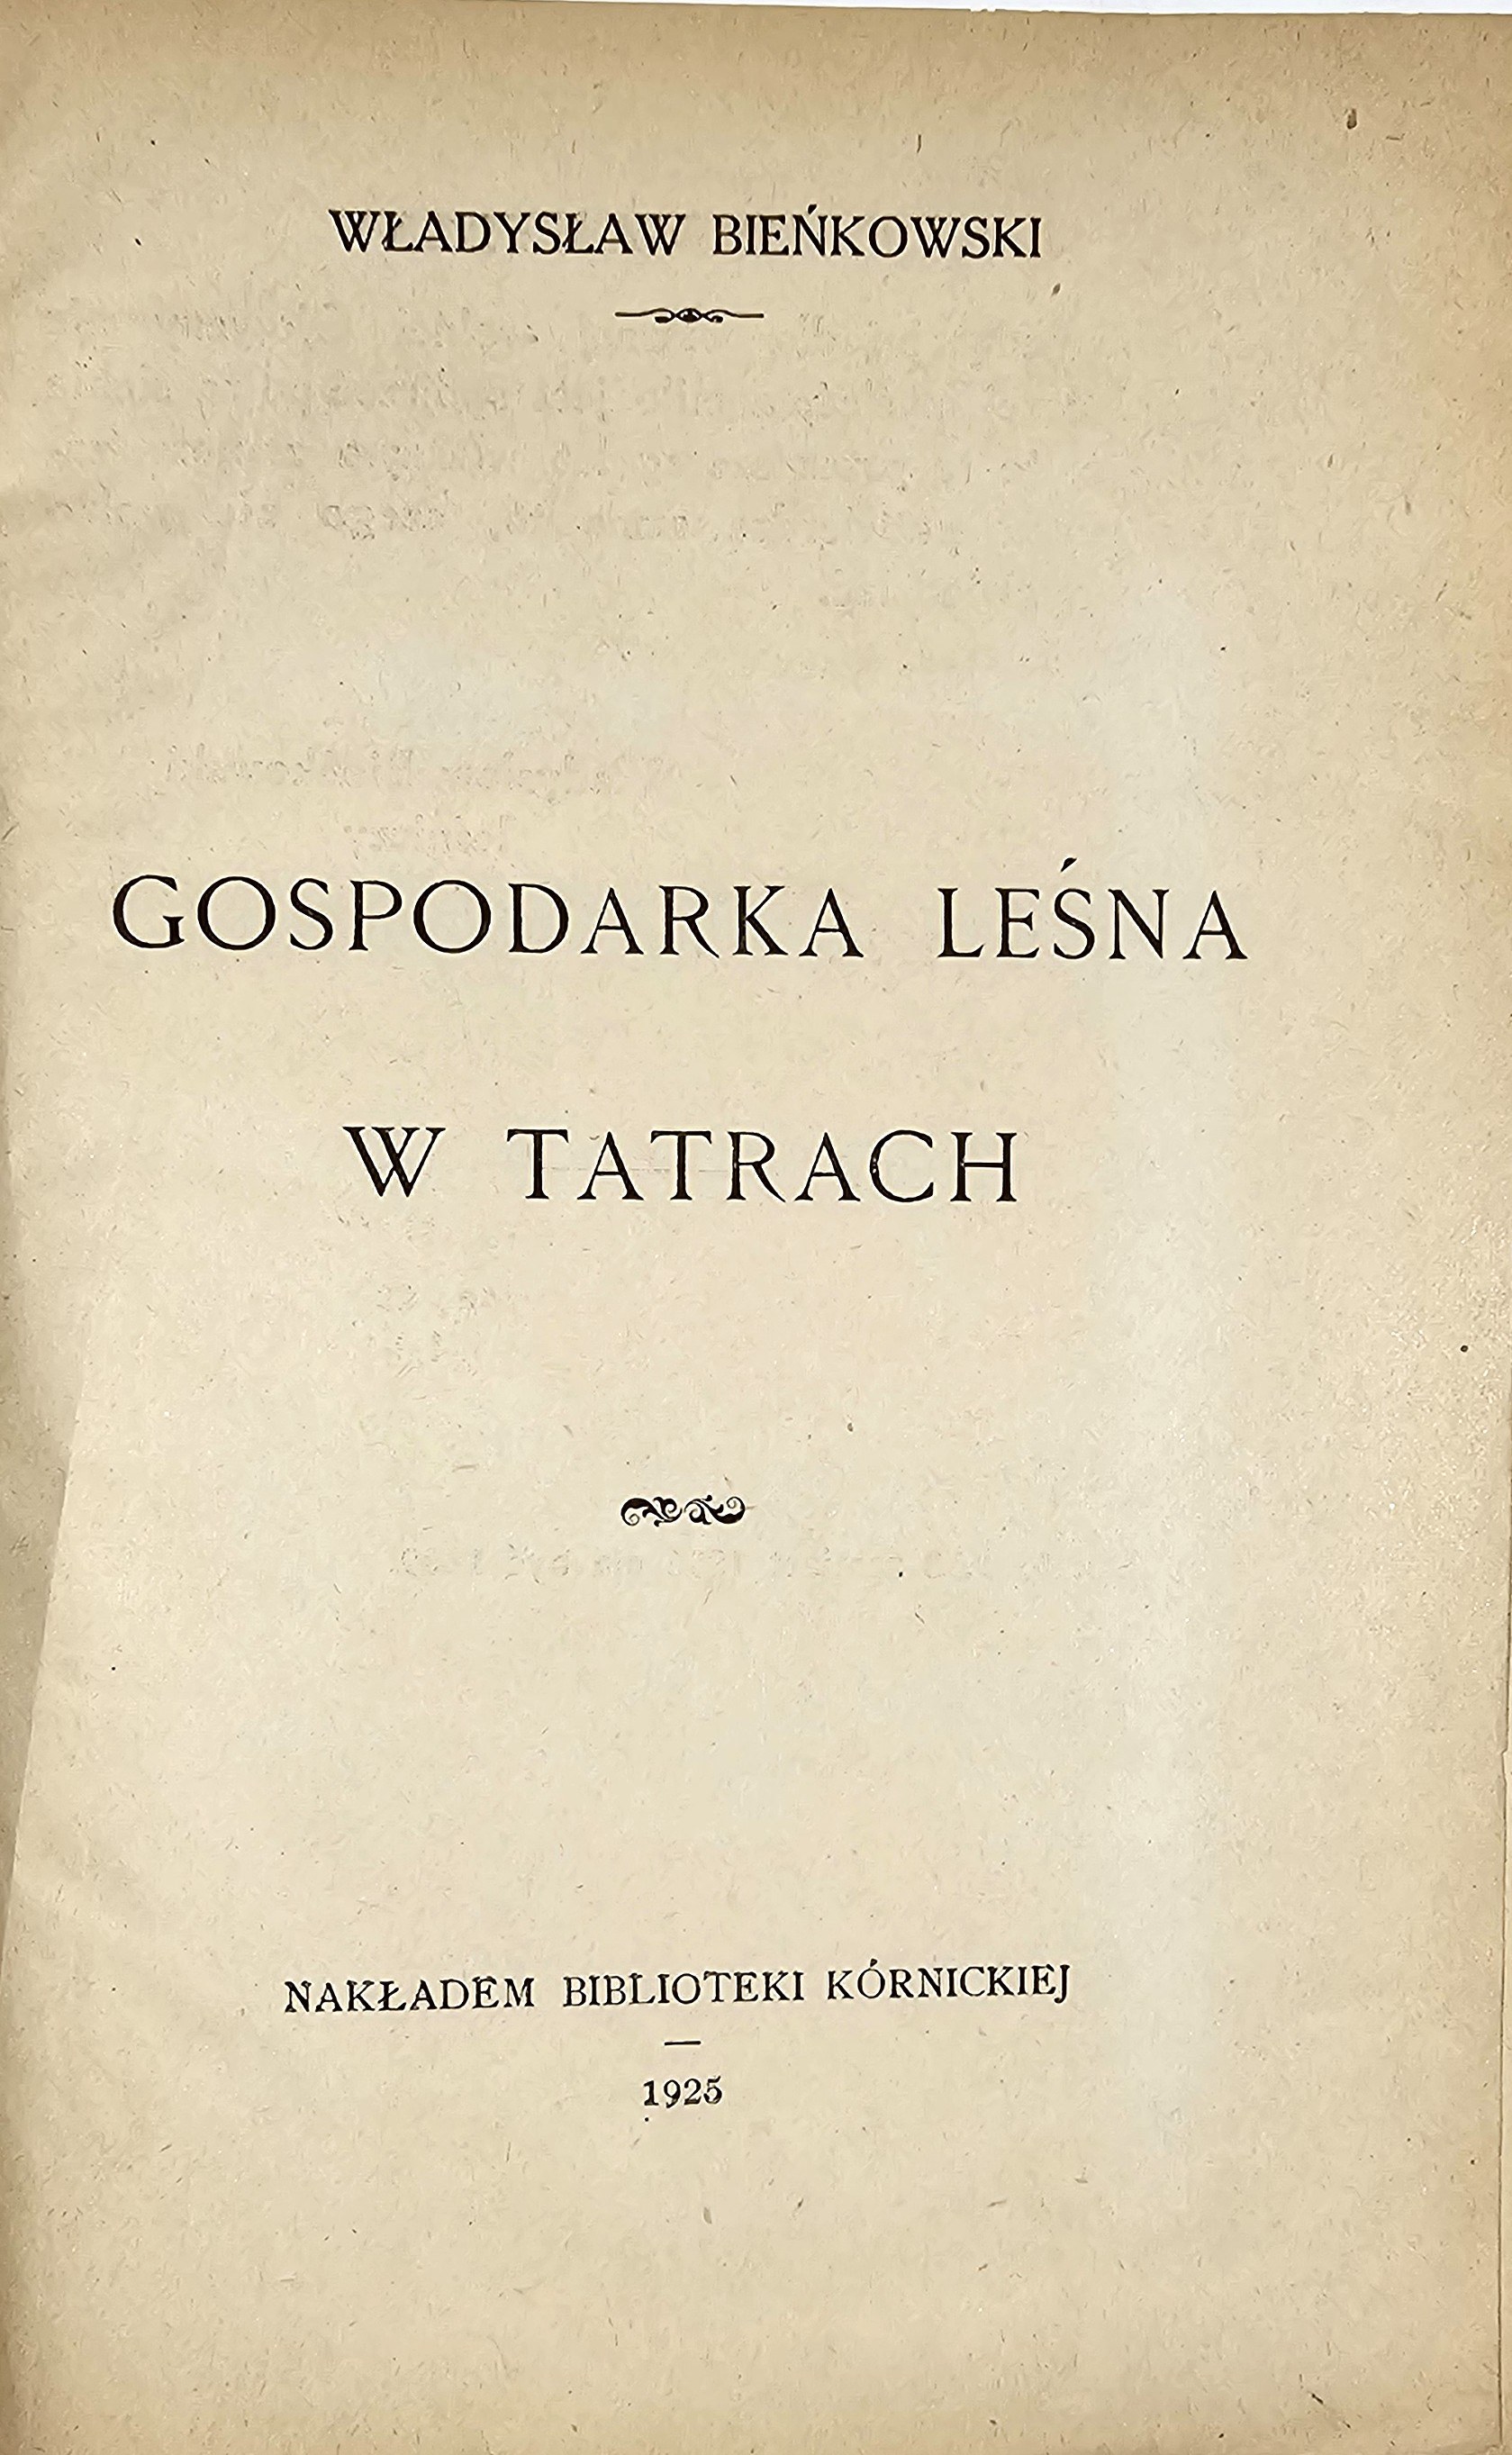 WŁADYSŁAW BIEŃKOWSKI
GOSPODARKA LEŚNA
W TATRACH
NAKŁADEM BIBLIOTEKI KÓRNICKIEJ
1925